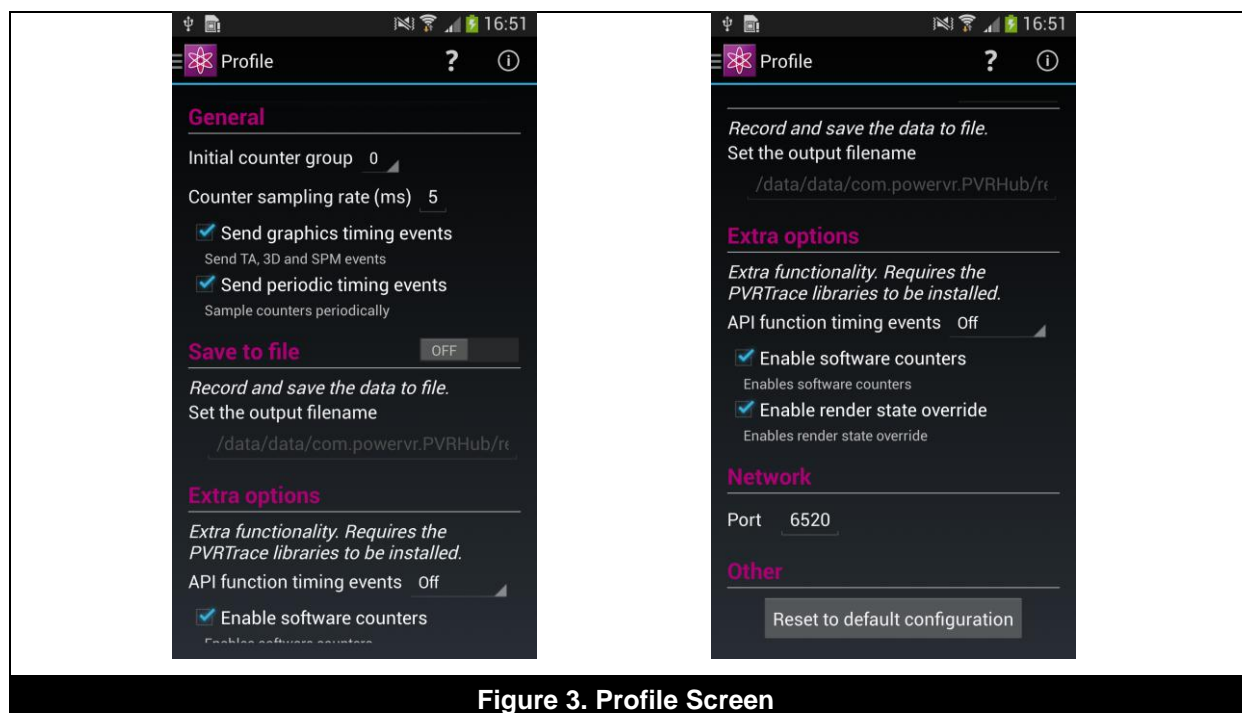 16:51
Profile ?
General
Initial counter group 0
Counter sampling rate (ms) 5
Send graphics timing events
Send TA, 3D and SPM events
Send periodic timing events
Sample counters periodically
Save to file OFF
Record and save the data to file.
Set the output filename
/data/data/com.powervr.PVRHub/re
Extra options
Extra functionality. Requires the
PVRTrace libraries to be installed.
API function timing events Off
Enable software counters
Enables software counters
16:51
Profile ?
Record and save the data to file.
Set the output filename
/data/data/com.powervr.PVRHub/re
Extra options
Extra functionality. Requires the
PVRTrace libraries to be installed.
API function timing events Off
Enable software counters
Enables software counters
Enable render state override
Enables render state override
Network
Port 6520
Other
Reset to default configuration
Figure 3. Profile Screen